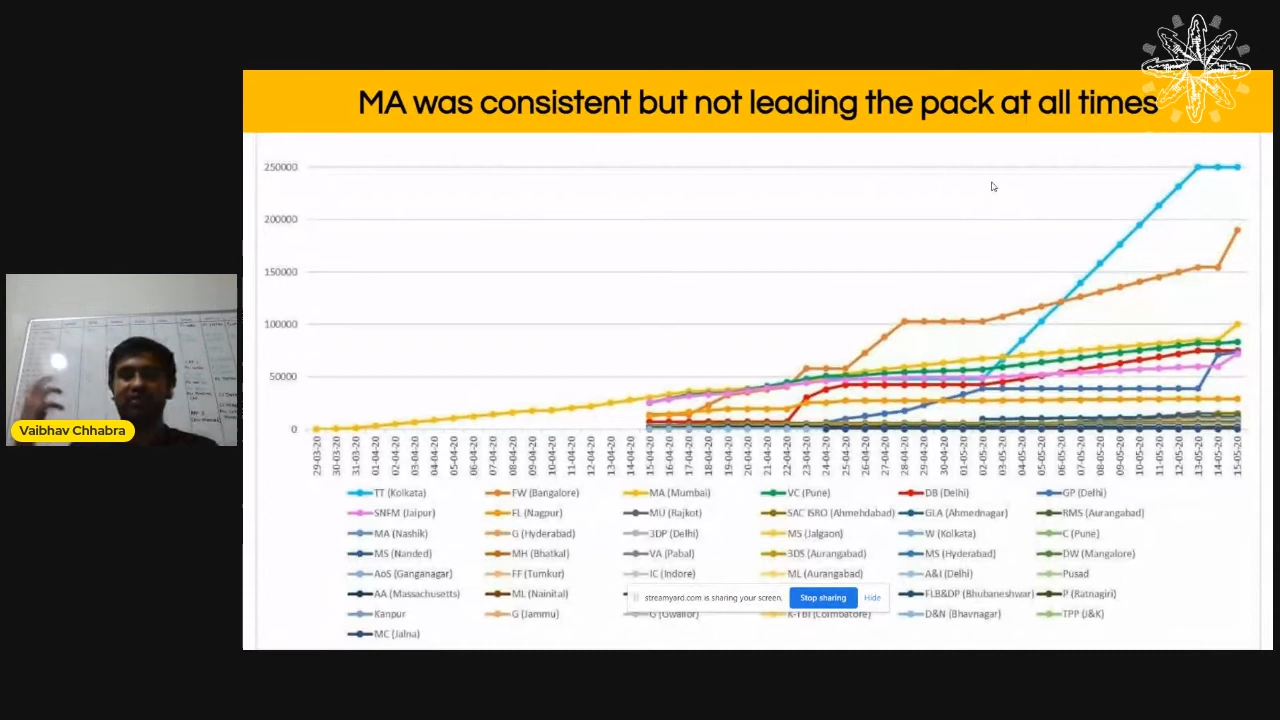 MA was consistent but not leading the pack at all times
250000
200000
150000
100000
50000
0
29-03-20 30-03-20 31-03-20 01-04-20 02-04-20 03-04-20 04-04-20 05-04-20 06-04-20 07-04-20 08-04-20 09-04-20 10-04-20 11-04-20 12-04-20 13-04-20 14-04-20 15-04-20 16-04-20 17-04-20 18-04-20 19-04-20 20-04-20 21-04-20 22-04-20 23-04-20 24-04-20 25-04-20 26-04-20 27-04-20 28-04-20 29-04-20 30-04-20 01-05-20 02-05-20 03-05-20 04-05-20 05-05-20 06-05-20 07-05-20 08-05-20 09-05-20 10-05-20 11-05-20 12-05-20 13-05-20 14-05-20 15-05-20
TT (Kolkata) FW (Bangalore) MA (Mumbai) VC (Pune) DB (Delhi) GP (Delhi)
SNFM (Jaipur) FL (Nagpur) MU (Rajkot) SAC ISRO (Ahmehdabad) GLA (Ahmednagar) RMS (Aurangabad)
MA (Nashik) G (Hyderabad) 3DP (Delhi) MS (Jalgaon) W (Kolkata) C (Pune)
MS (Nanded) MH (Bhatkal) VA (Pabal) 3DS (Aurangabad) MS (Hyderabad) DW (Mangalore)
AoS (Ganganagar) FF (Tumkur) IC (Indore) ML (Aurangabad) A&I (Delhi) Pusad
AA (Massachusetts) ML (Nainital) FLB&DP (Bhubaneshwar) P (Ratnagiri)
Kanpur G (Jammu) G (Gwalior) K-TBI (Coimbatore) D&N (Bhavnagar) TPP (J&K)
MC (Jalna)
streamyard.com is sharing your screen. Stop sharing Hide
Vaibhav Chhabra